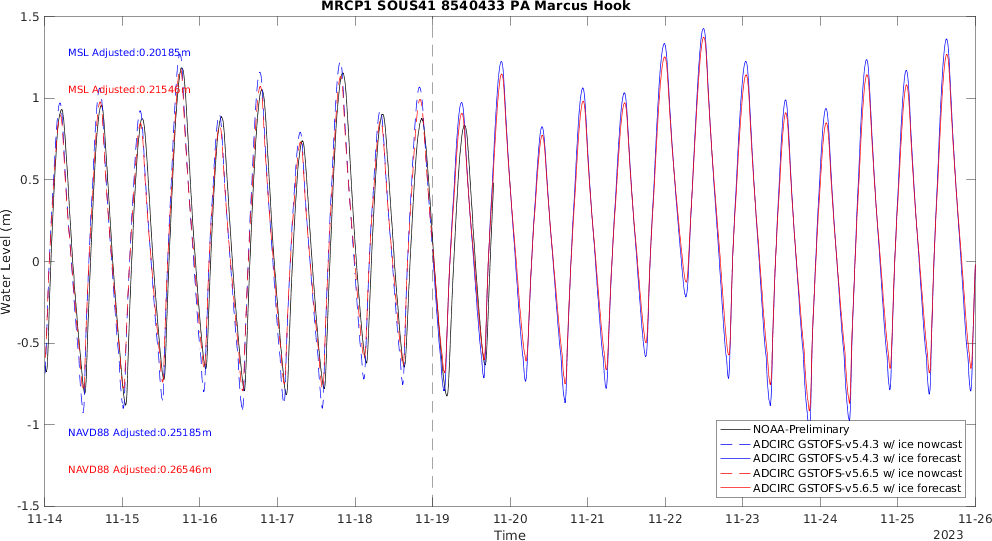 MRCP1 SOUS41 8540433 PA Marcus Hook
1.5
1
0.5
0
-0.5
-1
-1.5
Water Level (m)
MSL Adjusted:0.20185m
MSL Adjusted:0.21546m
NAVD88 Adjusted:0.25185m
NAVD88 Adjusted:0.26546m
NOAA-Preliminary
ADCIRC GSTOFS-v5.4.3 w/ ice nowcast
ADCIRC GSTOFS-v5.4.3 w/ ice forecast
ADCIRC GSTOFS-v5.6.5 w/ ice nowcast
ADCIRC GSTOFS-v5.6.5 w/ ice forecast
11-14 11-15 11-16 11-17 11-18 11-19 11-20 11-21 11-22 11-23 11-24 11-25 11-26
Time
2023